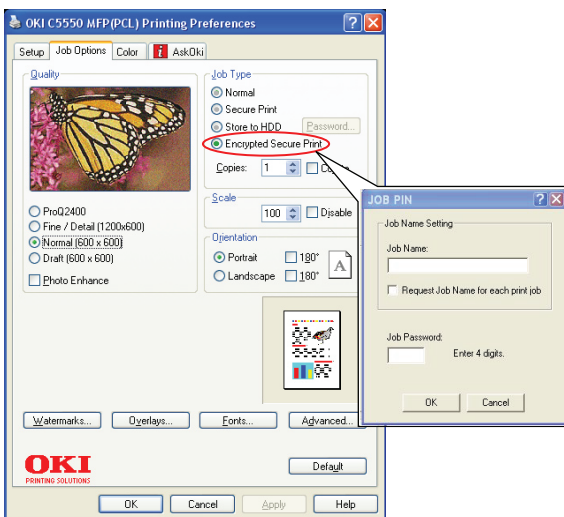 OKI C5550 MFP(PCL) Printing Preferences
Setup Job Options Color AskOki
Quality
ProQ2400
Fine / Detail (1200x600)
Normal (600 x 600)
Draft (600 x 600)
Photo Enhance
Job Type
Normal
Secure Print
Store to HDD Password...
Encrypted Secure Print
Copies: 1
Scale
100 Disable
Orientation
Portrait 180°
Landscape 180°
A
Watermarks... Overlays... Fonts... Advanced...
OKI
PRINTING SOLUTIONS
Default
OK Cancel Apply Help
JOB PIN
Job Name Setting
Job Name:
Request Job Name for each print job
Job Password:
Enter 4 digits.
OK Cancel